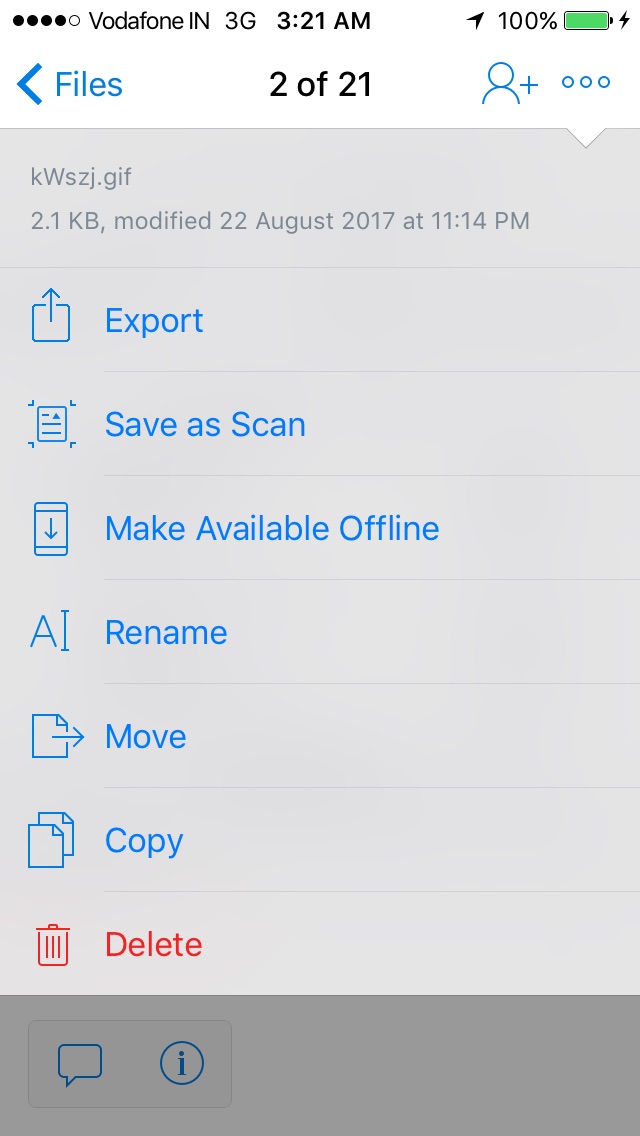 Vodafone IN 3G 3:21 AM 100%
Files 2 of 21
kWszj.gif
2.1 KB, modified 22 August 2017 at 11:14 PM
Export
Save as Scan
Make Available Offline
Rename
Move
Copy
Delete